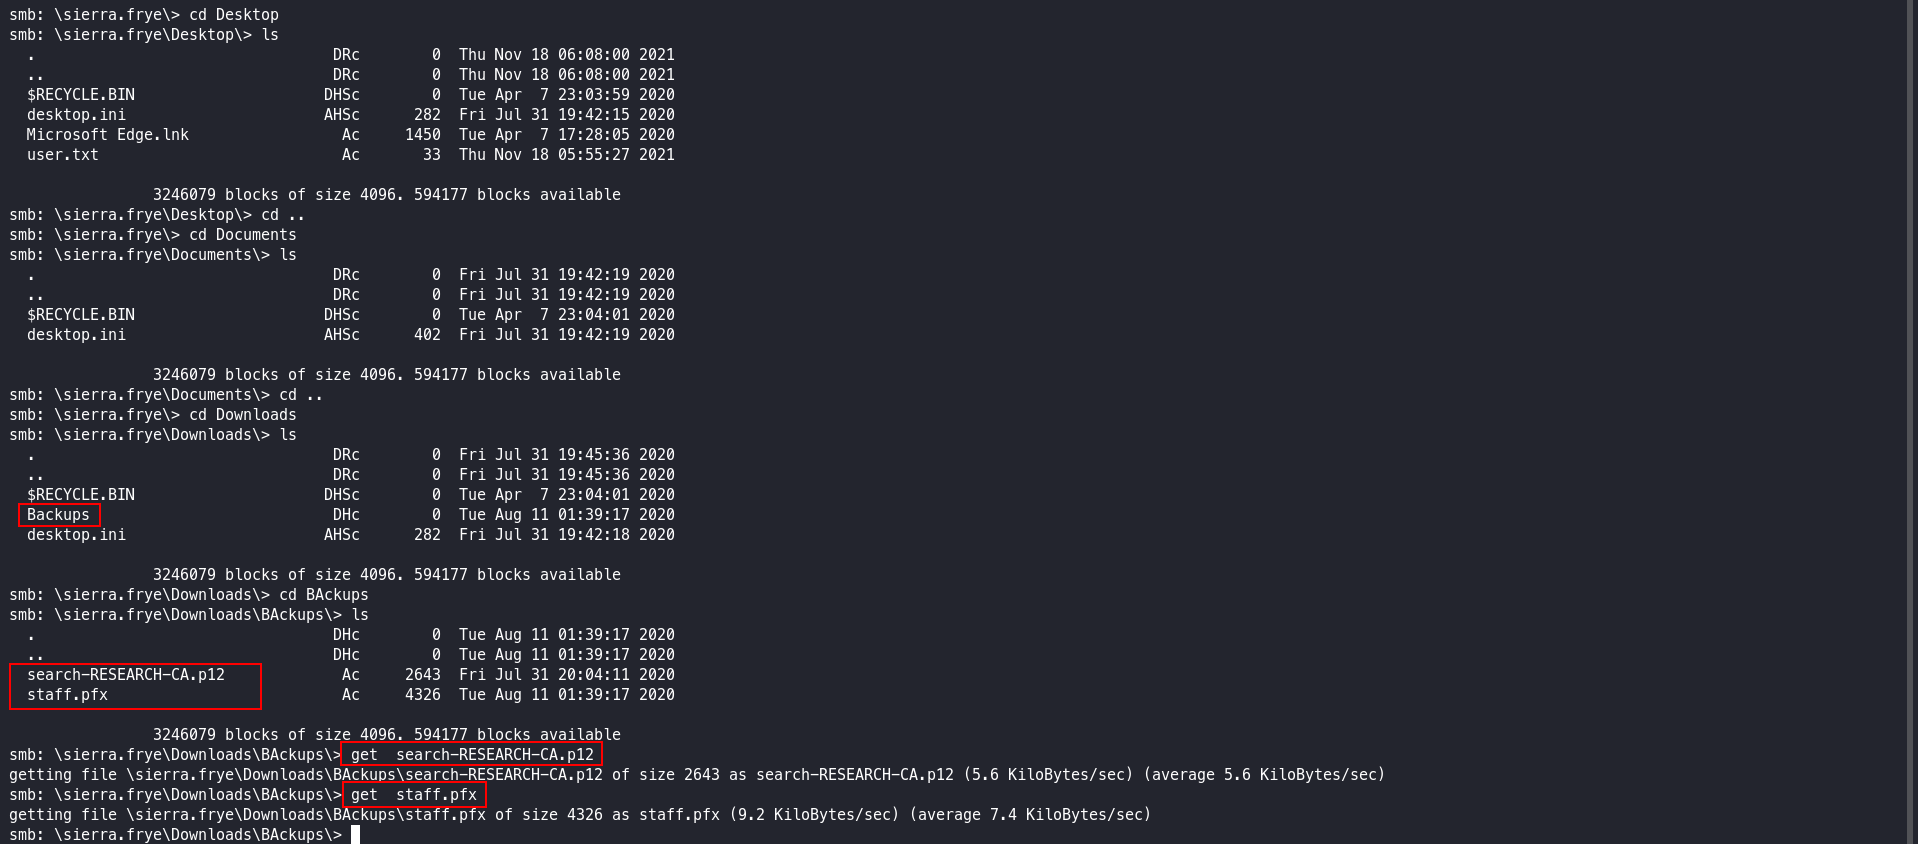 smb: \sierra.frye\> cd Desktop
smb: \sierra.frye\Desktop\> ls
  .                                 DRc        0  Thu Nov 18 06:08:00 2021
  ..                                DRc        0  Thu Nov 18 06:08:00 2021
  $RECYCLE.BIN                     DHSc        0  Tue Apr  7 23:03:59 2020
  desktop.ini                      AHSc      282  Fri Jul 31 19:42:15 2020
  Microsoft Edge.lnk                 Ac     1450  Tue Apr  7 17:28:05 2020
  user.txt                           Ac       33  Thu Nov 18 05:55:27 2021

                3246079 blocks of size 4096. 594177 blocks available
smb: \sierra.frye\Desktop\> cd ..
smb: \sierra.frye\> cd Documents
smb: \sierra.frye\Documents\> ls
  .                                 DRc        0  Fri Jul 31 19:42:19 2020
  ..                                DRc        0  Fri Jul 31 19:42:19 2020
  $RECYCLE.BIN                     DHSc        0  Tue Apr  7 23:04:01 2020
  desktop.ini                      AHSc      402  Fri Jul 31 19:42:19 2020

                3246079 blocks of size 4096. 594177 blocks available
smb: \sierra.frye\Documents\> cd ..
smb: \sierra.frye\> cd Downloads
smb: \sierra.frye\Downloads\> ls
  .                                 DRc        0  Fri Jul 31 19:45:36 2020
  ..                                DRc        0  Fri Jul 31 19:45:36 2020
  $RECYCLE.BIN                     DHSc        0  Tue Apr  7 23:04:01 2020
  Backups                           DHc        0  Tue Aug 11 01:39:17 2020
  desktop.ini                      AHSc      282  Fri Jul 31 19:42:18 2020

                3246079 blocks of size 4096. 594177 blocks available
smb: \sierra.frye\Downloads\> cd BAckups
smb: \sierra.frye\Downloads\BAckups\> ls
  .                                 DHc        0  Tue Aug 11 01:39:17 2020
  ..                                DHc        0  Tue Aug 11 01:39:17 2020
  search-RESEARCH-CA.p12             Ac     2643  Fri Jul 31 20:04:11 2020
  staff.pfx                          Ac     4326  Tue Aug 11 01:39:17 2020

                3246079 blocks of size 4096. 594177 blocks available
smb: \sierra.frye\Downloads\BAckups\> get  search-RESEARCH-CA.p12
getting file \sierra.frye\Downloads\BAckups\search-RESEARCH-CA.p12 of size 2643 as search-RESEARCH-CA.p12 (5.6 KiloBytes/sec) (average 5.6 KiloBytes/sec)
smb: \sierra.frye\Downloads\BAckups\> get  staff.pfx
getting file \sierra.frye\Downloads\BAckups\staff.pfx of size 4326 as staff.pfx (9.2 KiloBytes/sec) (average 7.4 KiloBytes/sec)
smb: \sierra.frye\Downloads\BAckups\>